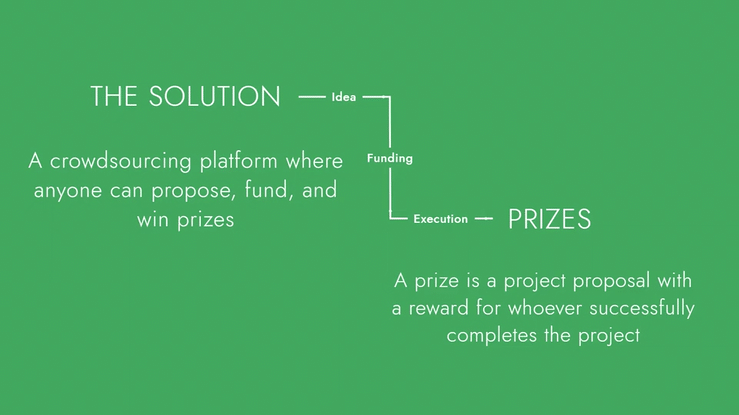 THE SOLUTION
Idea
Funding
A crowdsourcing platform where
anyone can propose, fund, and
win prizes
Execution
PRIZES
A prize is a project proposal with
a reward for whoever successfully
completes the project